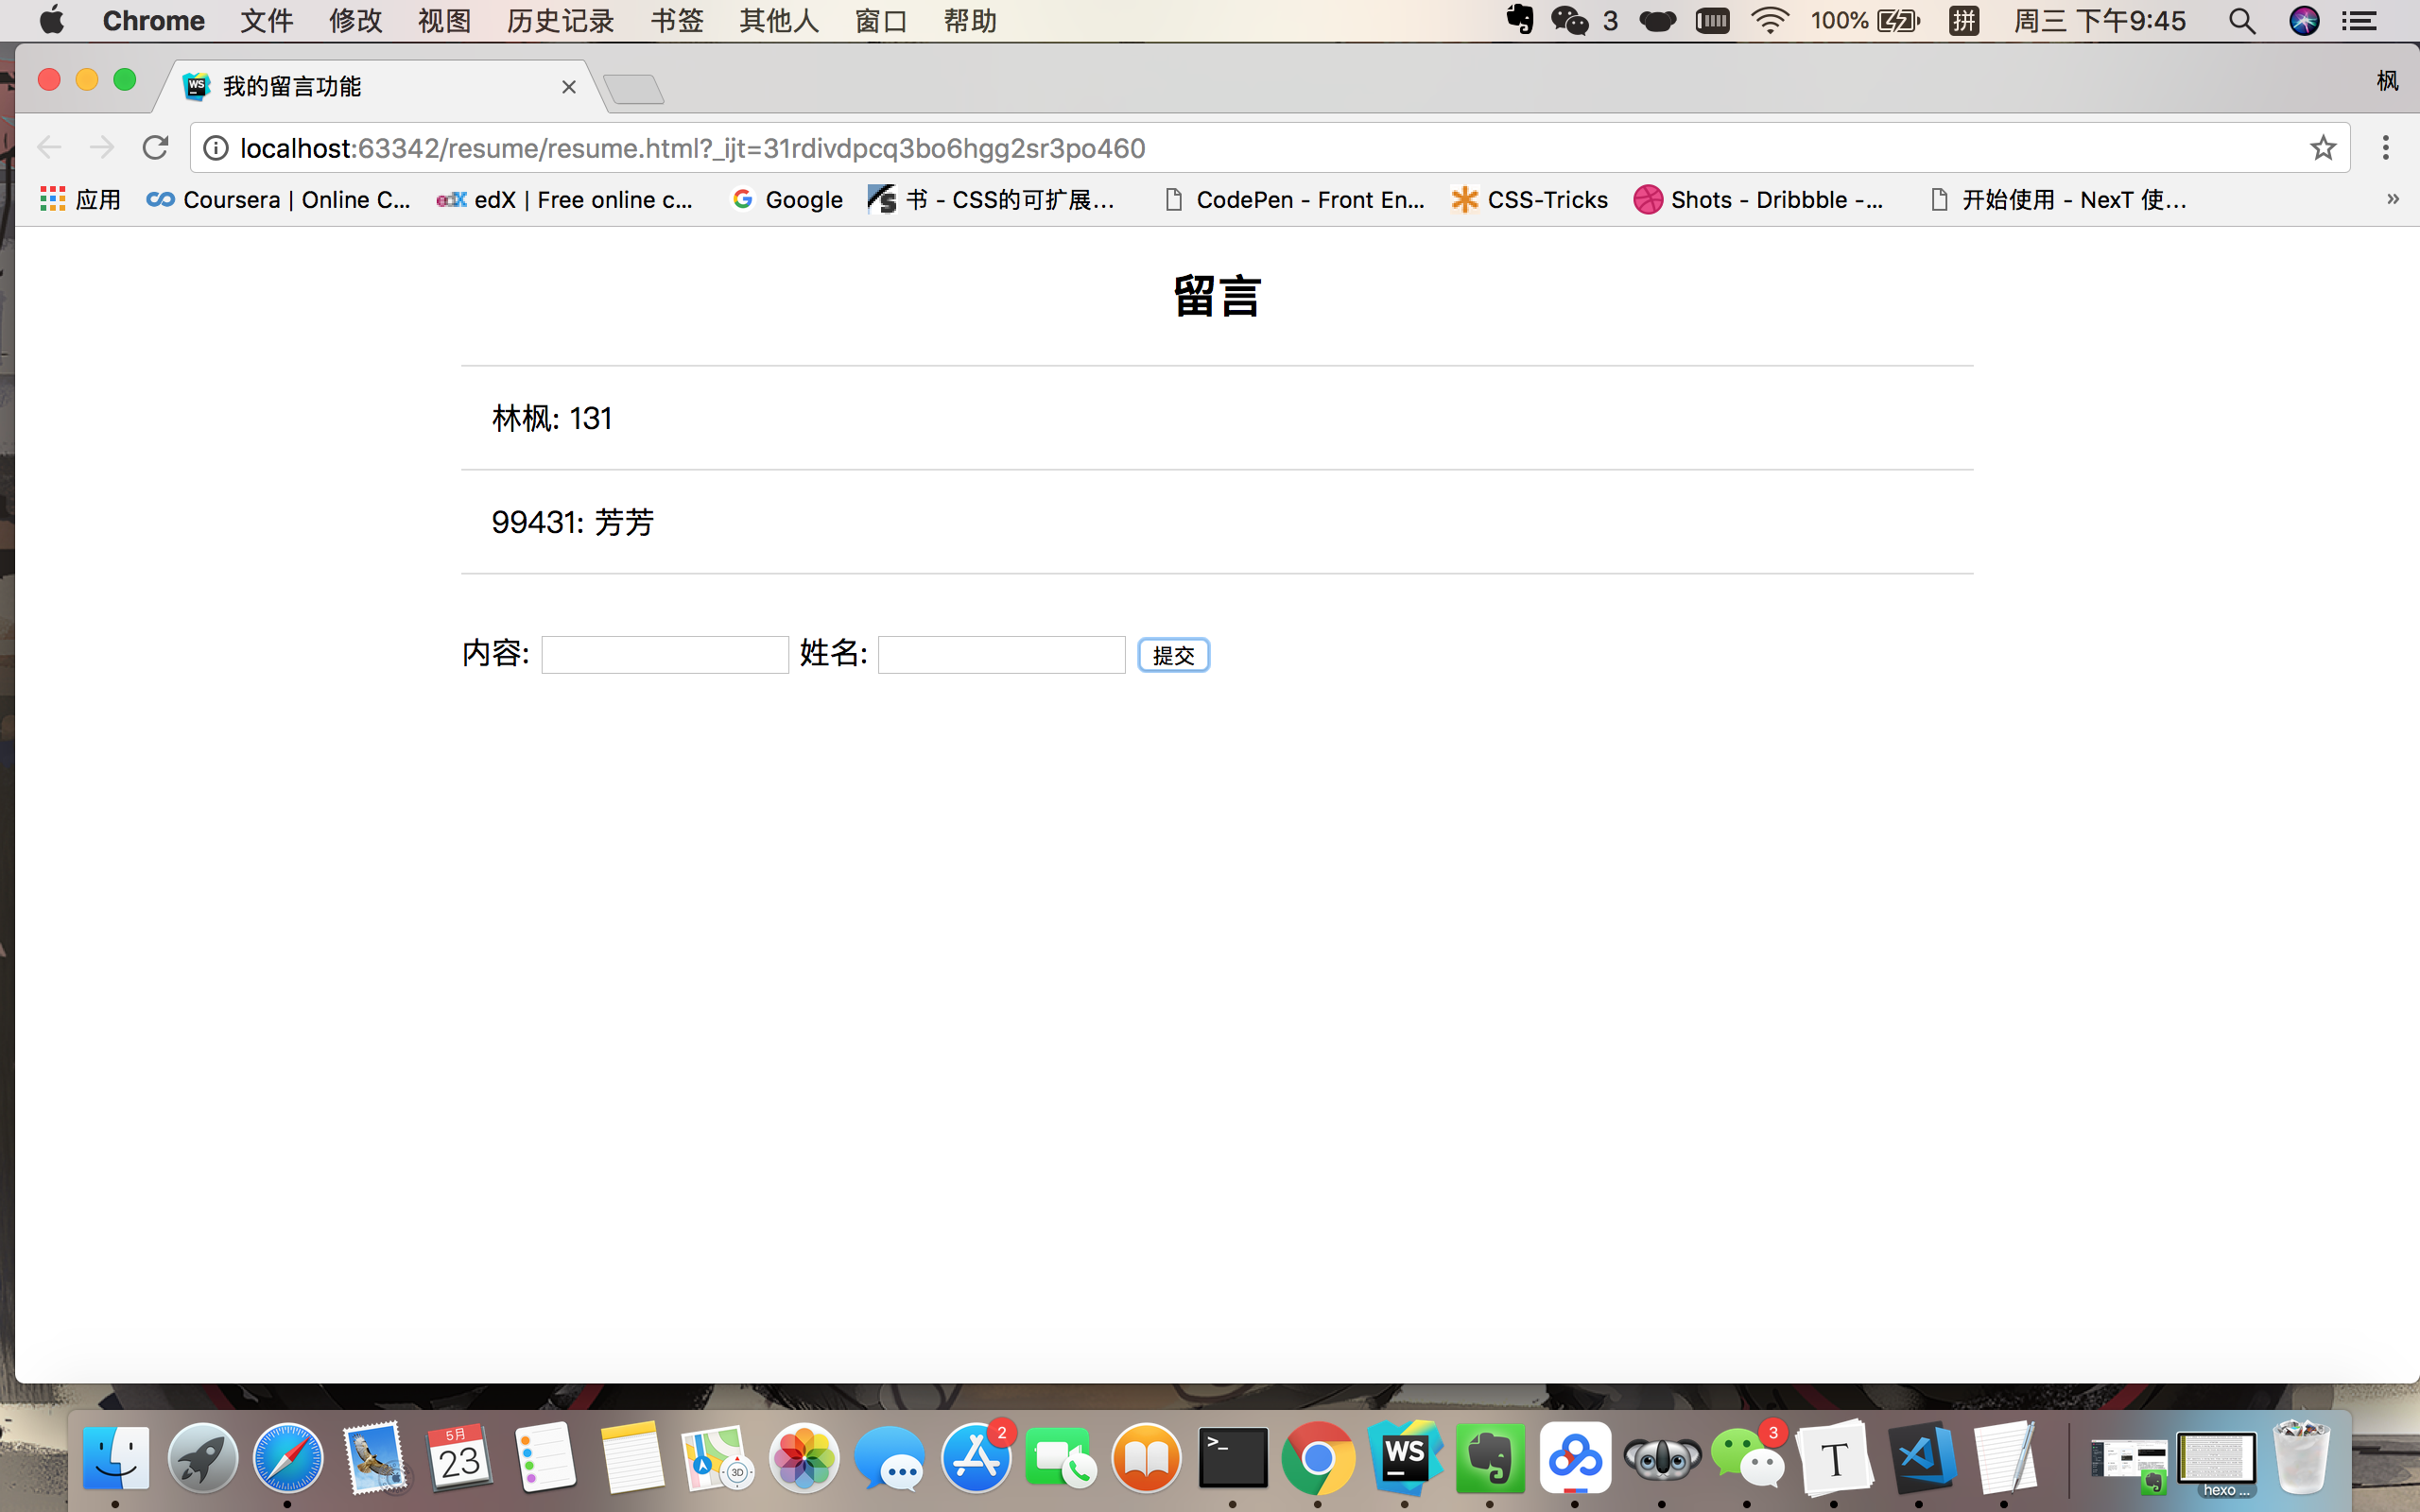 Chrome 文件 修改 视图 历史记录 书签 其他人 窗口 帮助 3 100% 拼 周三 下午9:45
WS 我的留言功能 × 枫
localhost:63342/resume/resume.html?_ijt=31rdivdpcq3bo6hgg2sr3po460
应用 Coursera | Online C... edX edX | Free online c... G Google S 书 - CSS的可扩展... CodePen - Front En... CSS-Tricks Shots - Dribbble -... 开始使用 - NexT 使... »
留言
林枫: 131
99431: 芳芳
内容: 姓名: 提交
5月
23
3D
2
>_
WS
3
T
hexo ...